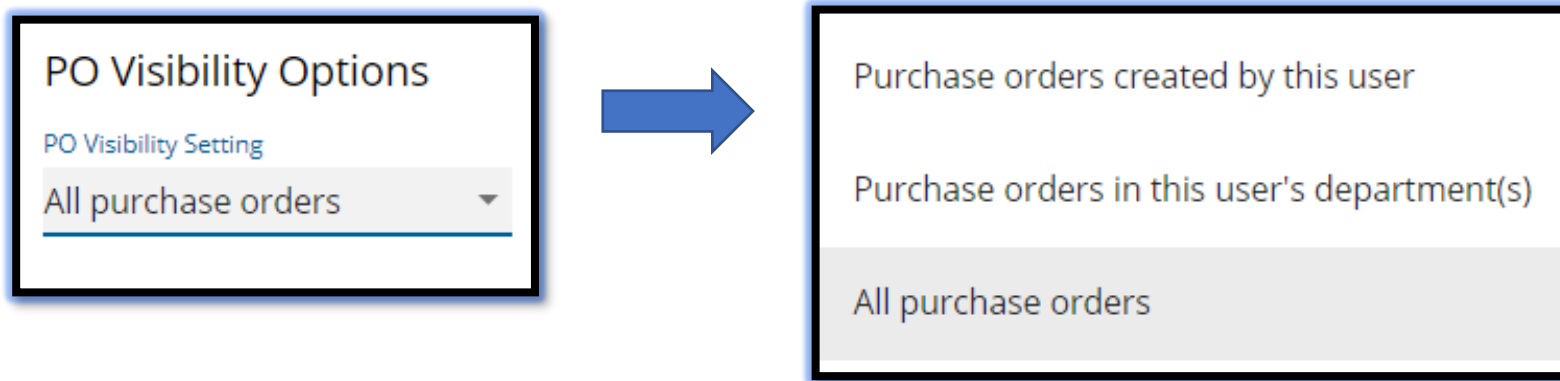 PO Visibility Options
PO Visibility Setting
All purchase orders
Purchase orders created by this user
Purchase orders in this user's department(s)
All purchase orders